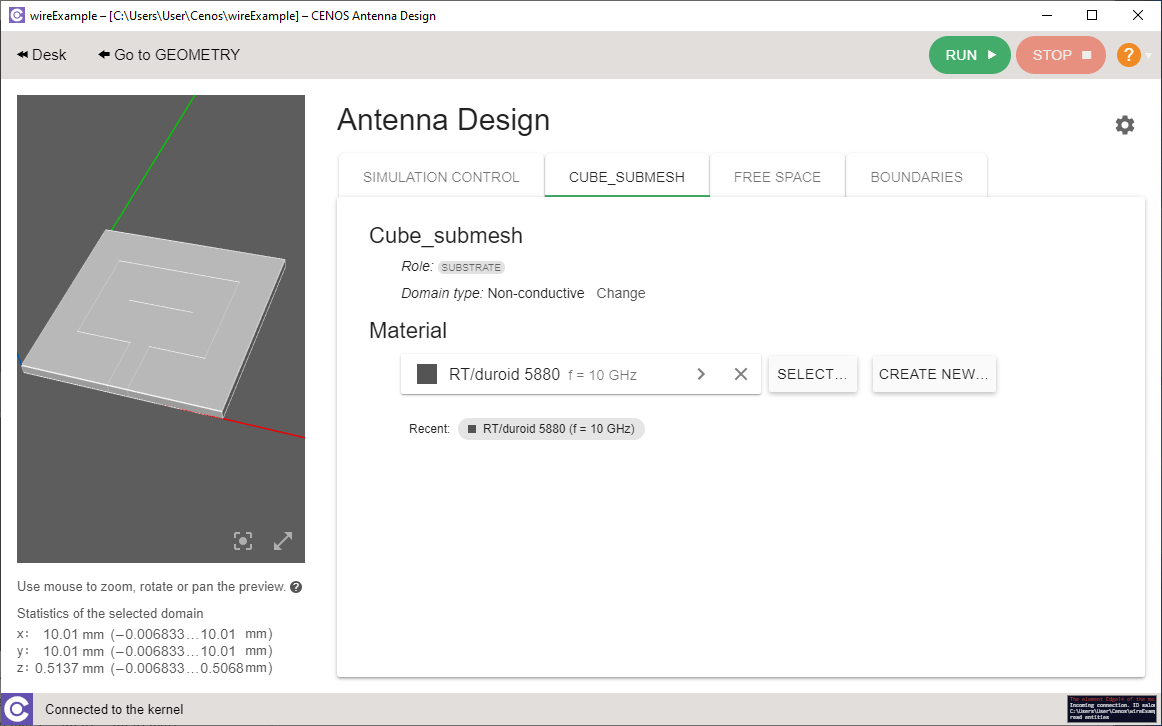 wireExample – [C:\Users\User\Cenos\wireExample] – CENOS Antenna Design
Desk Go to GEOMETRY RUN STOP ?
Antenna Design
SIMULATION CONTROL CUBE_SUBMESH FREE SPACE BOUNDARIES
Cube_submesh
Role: SUBSTRATE
Domain type: Non-conductive Change
Material
RT/duroid 5880 f = 10 GHz SELECT... CREATE NEW...
Recent: RT/duroid 5880 (f = 10 GHz)
Use mouse to zoom, rotate or pan the preview. ?
Statistics of the selected domain
x: 10.01 mm (−0.006833...10.01 mm)
y: 10.01 mm (−0.006833...10.01 mm)
z: 0.5137 mm (−0.006833...0.5068 mm)
Connected to the kernel
Incoming connection. ID
C:\Users\User\Cenos\wireExam
read entities